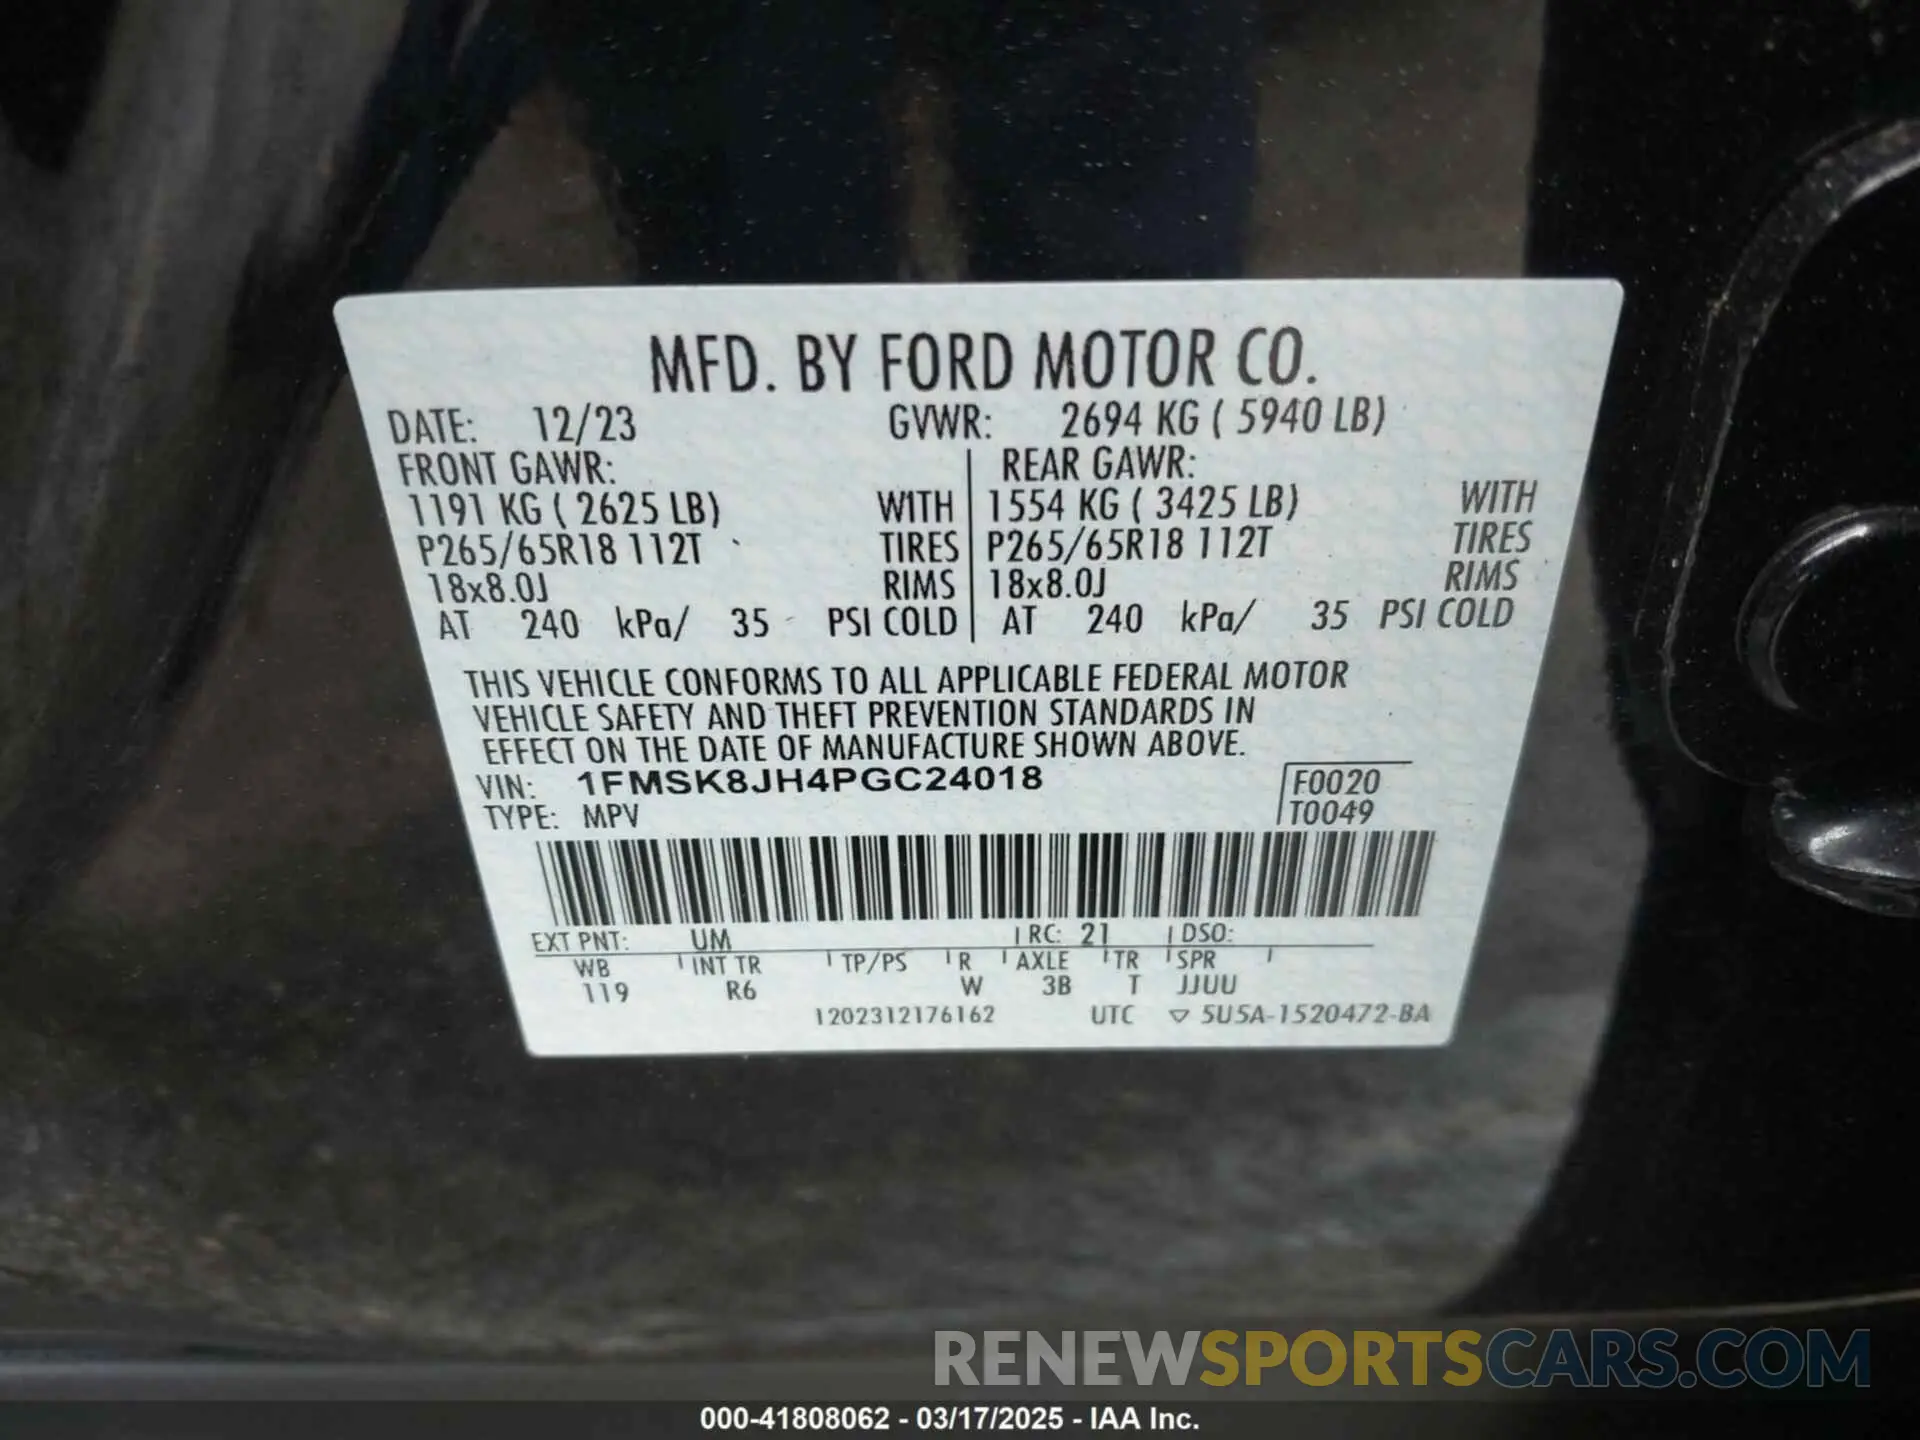 MFD. BY FORD MOTOR CO.
DATE: 12/23 GVWR: 2694 KG ( 5940 LB)
FRONT GAWR: REAR GAWR:
1191 KG ( 2625 LB) WITH 1554 KG ( 3425 LB) WITH
P265/65R18 112T TIRES P265/65R18 112T TIRES
18x8.0J RIMS 18x8.0J RIMS
AT 240 kPa/ 35 PSI COLD AT 240 kPa/ 35 PSI COLD
THIS VEHICLE CONFORMS TO ALL APPLICABLE FEDERAL MOTOR
VEHICLE SAFETY AND THEFT PREVENTION STANDARDS IN
EFFECT ON THE DATE OF MANUFACTURE SHOWN ABOVE.
VIN: 1FMSK8JH4PGC24018 F0020
TYPE: MPV T0049
EXT PNT: UM RC: 21 DSO:
WB INT TR TP/PS R AXLE TR SPR
119 R6 W 3B T JJUU
1202312176162 UTC ▽ 5U5A-1520472-BA
RENEWSPORTSCARS.COM
000-41808062 - 03/17/2025 - IAA Inc.